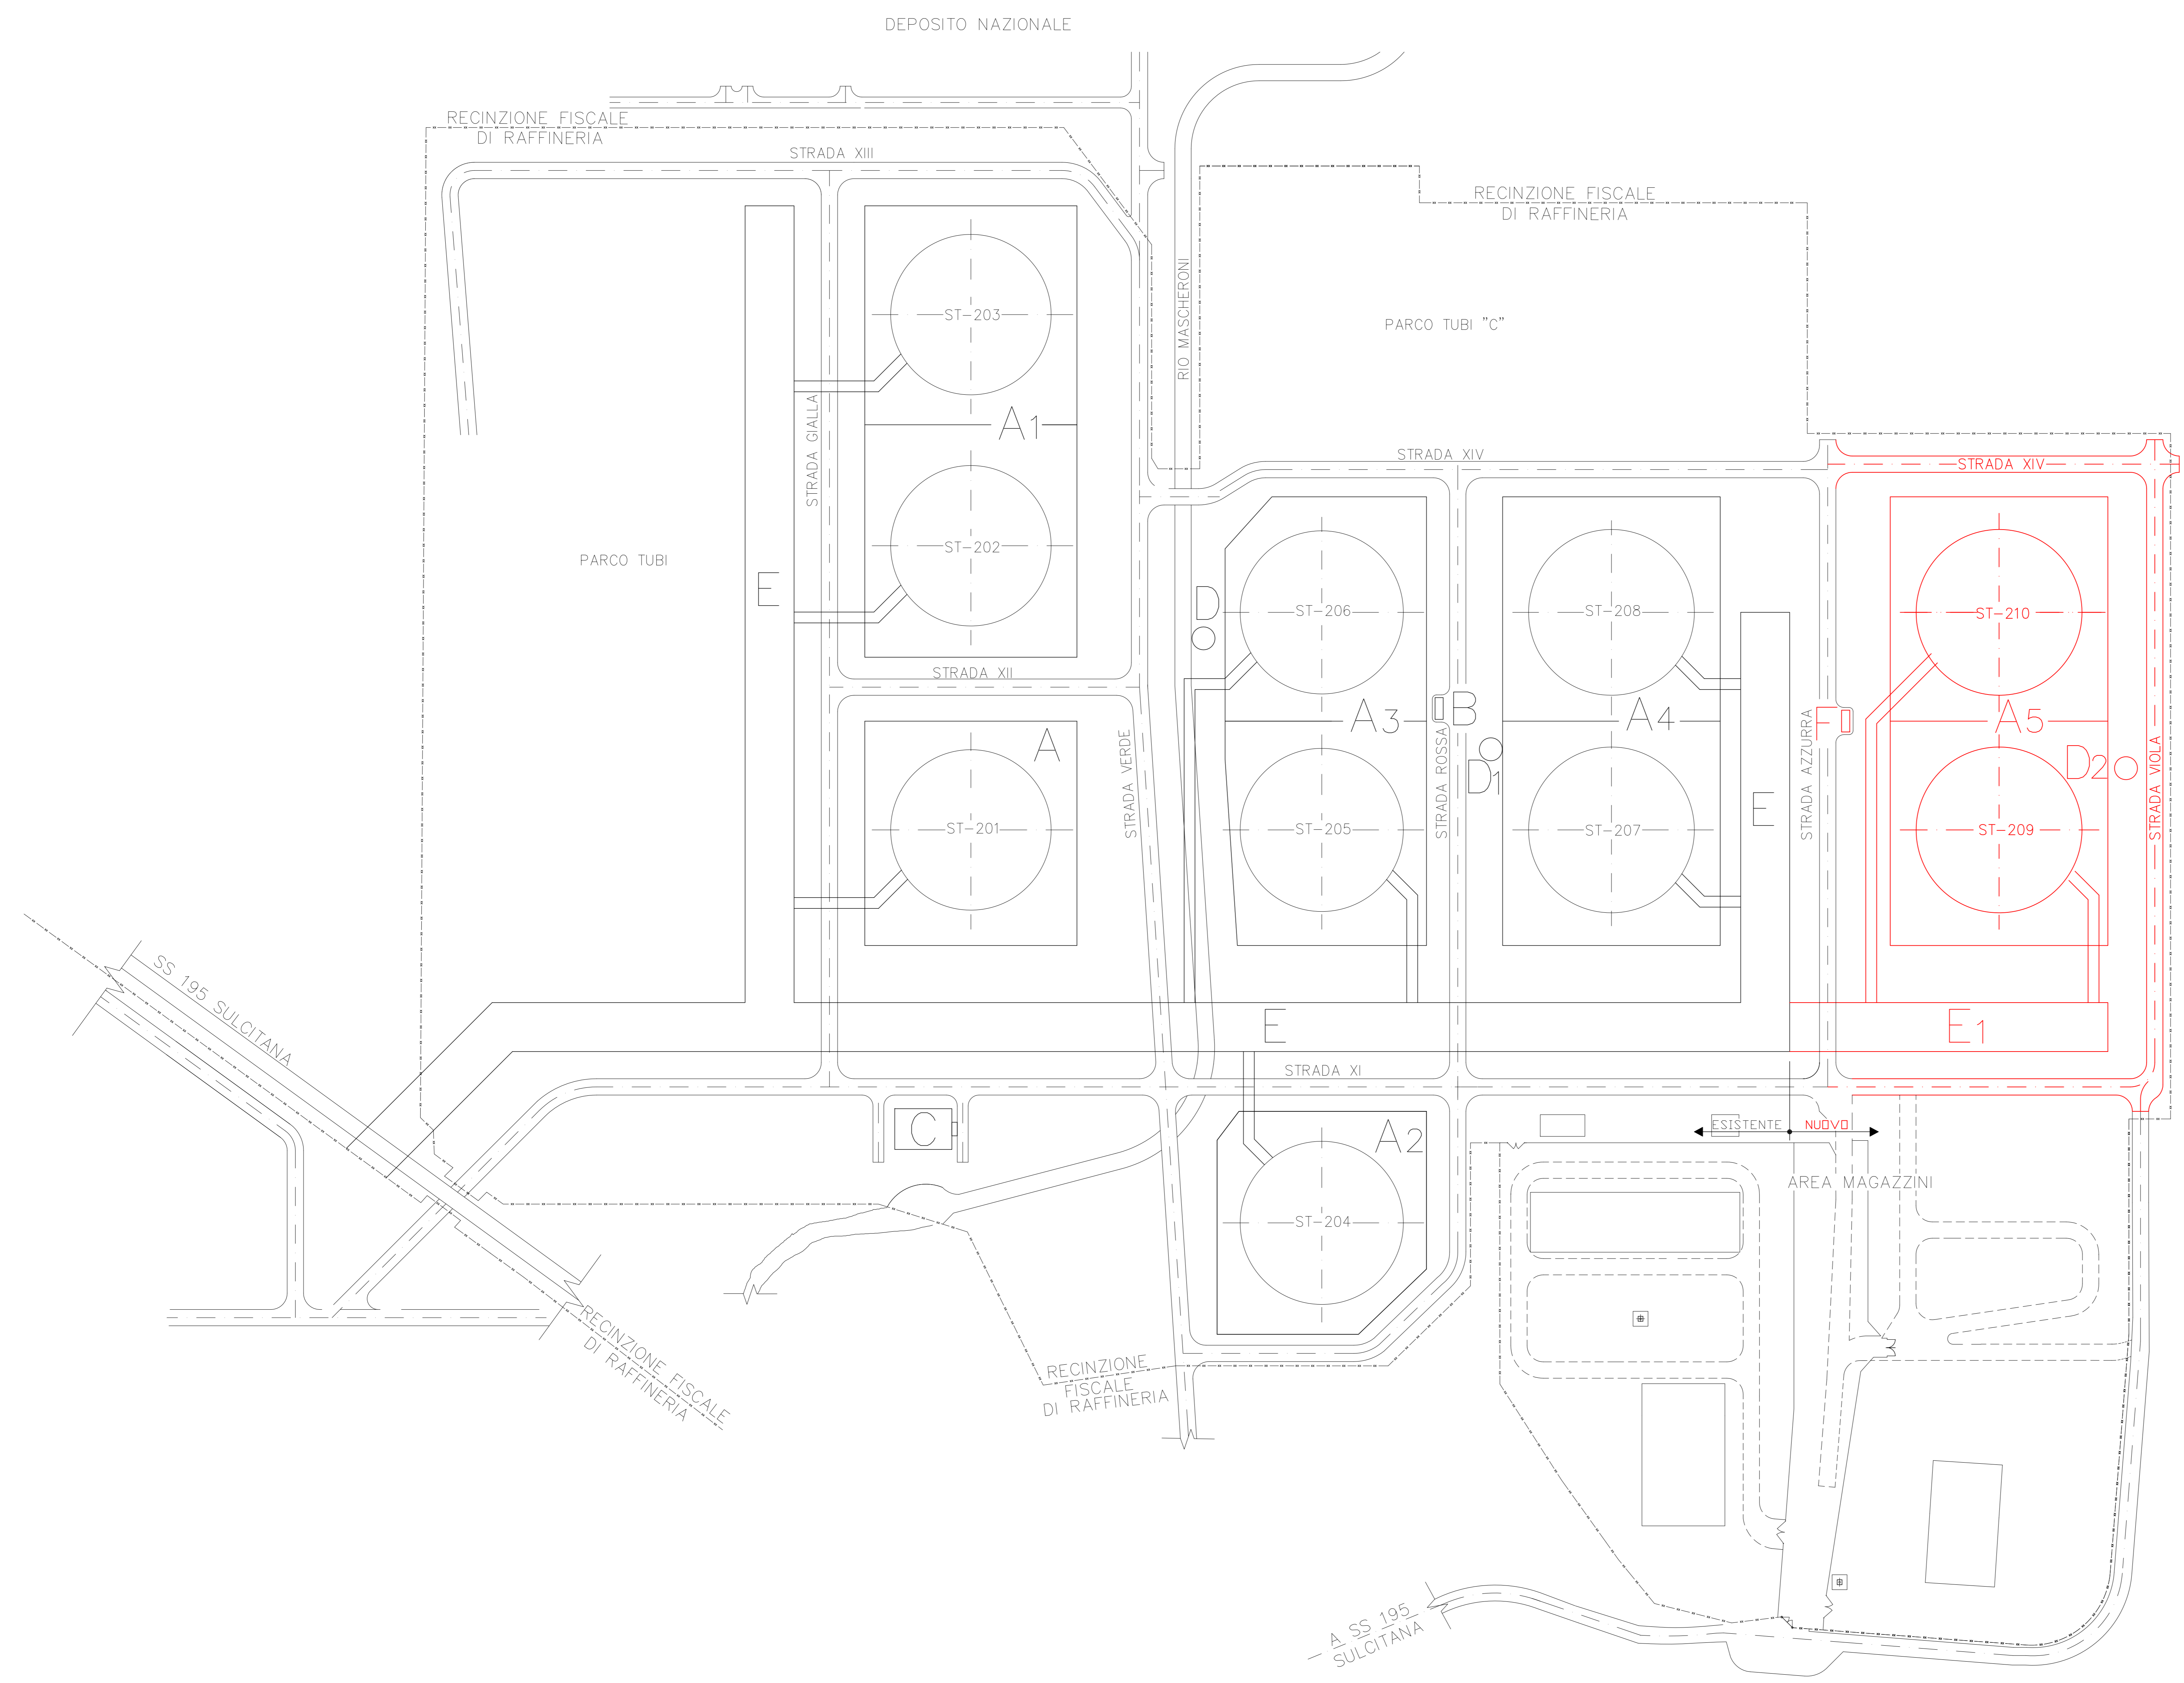 DEPOSITO NAZIONALE
RECINZIONE FISCALE
DI RAFFINERIA
STRADA XIII
RECINZIONE FISCALE
DI RAFFINERIA
RIO MASCHERONI
ST-203
PARCO TUBI "C"
STRADA GIALLA
A1
STRADA XIV
STRADA XIV
ST-202
PARCO TUBI
E
D
ST-206
ST-208
ST-210
STRADA XII
A
STRADA VERDE
A3
B
STRADA ROSSA
D1
A4
E
STRADA AZZURRA
F
A5
D2
STRADA VIOLA
ST-201
ST-205
ST-207
ST-209
SS 195 SULCITANA
E
E1
STRADA XI
C
A2
ESISTENTE
NUOVO
AREA MAGAZZINI
ST-204
RECINZIONE FISCALE
DI RAFFINERIA
RECINZIONE
FISCALE
DI RAFFINERIA
A SS 195
SULCITANA